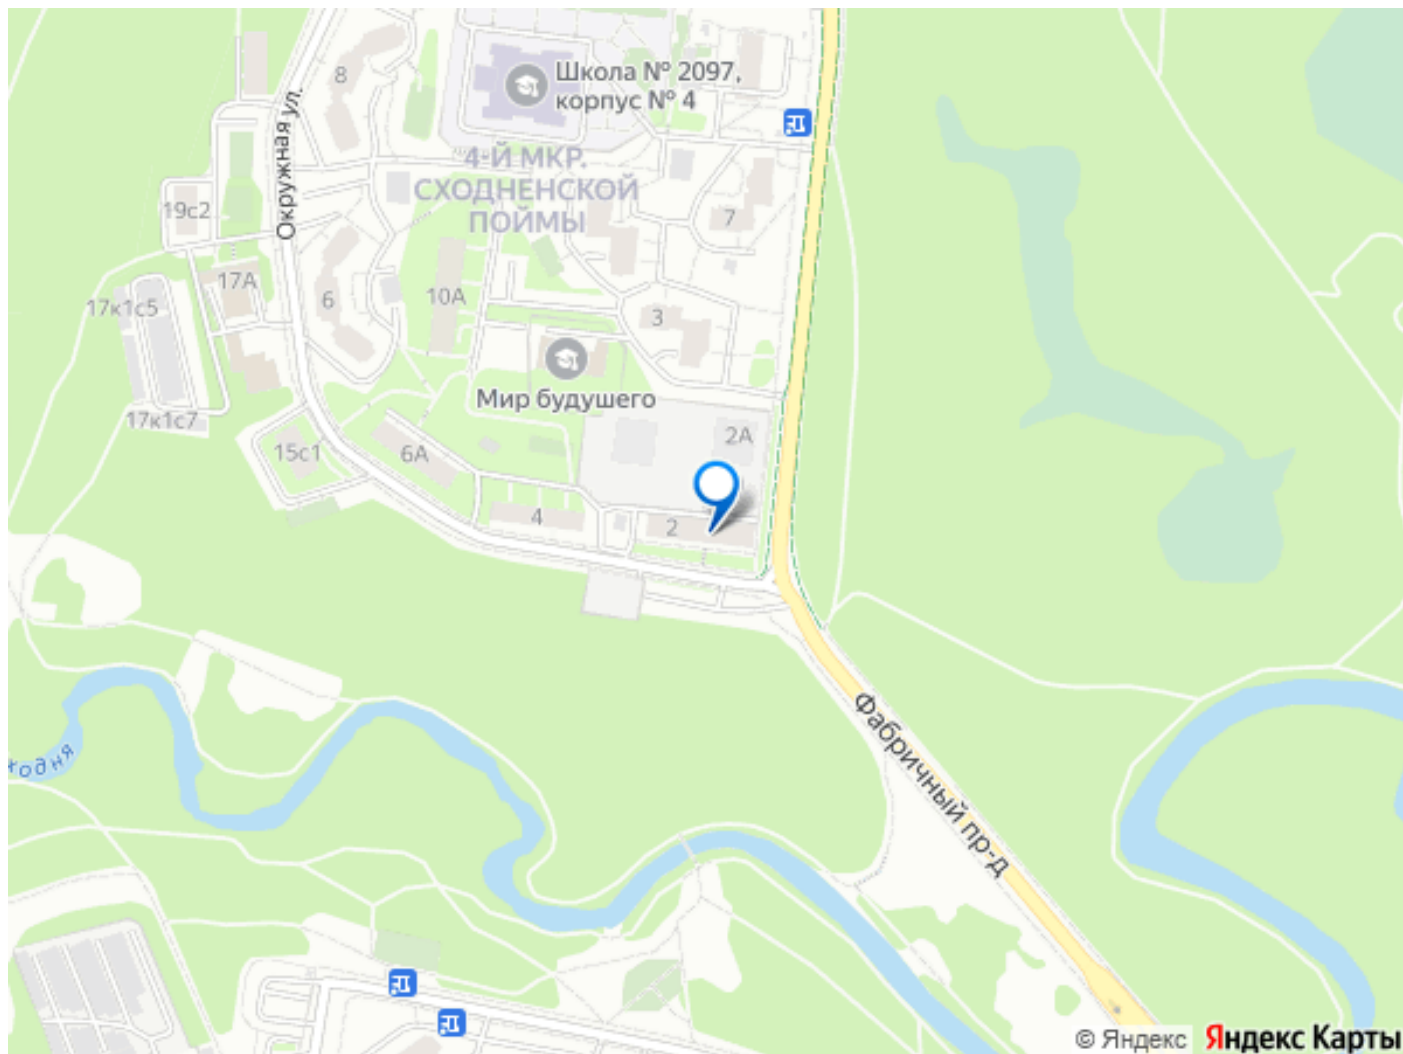 8
Школа № 2097,
корпус № 4
Окружная ул.
4-Й МКР.
СХОДНЕНСКОЙ
ПОЙМЫ
19с2
7
17А
17к1с5
6
10А
3
Мир будушего
17к1с7
15с1
6А
2А
4
2
Фабричный пр-д
© Яндекс
Яндекс Карты